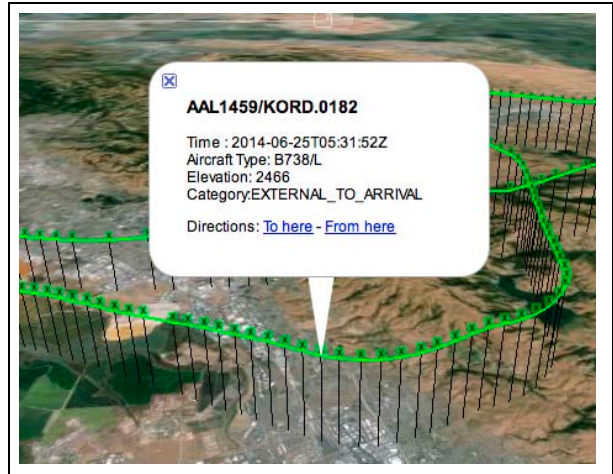 AAL1459/KORD.0182
Time : 2014-06-25T05:31:52Z
Aircraft Type: B738/L
Elevation: 2466
Category:EXTERNAL_TO_ARRIVAL
Directions: To here - From here